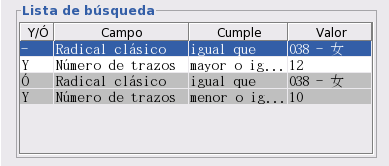 Lista de búsqueda
Y/Ó Campo Cumple Valor
- Radical clásico igual que 038 - 女
Y Número de trazos mayor o ig... 12
Ó Radical clásico igual que 038 - 女
Y Número de trazos menor o ig... 10